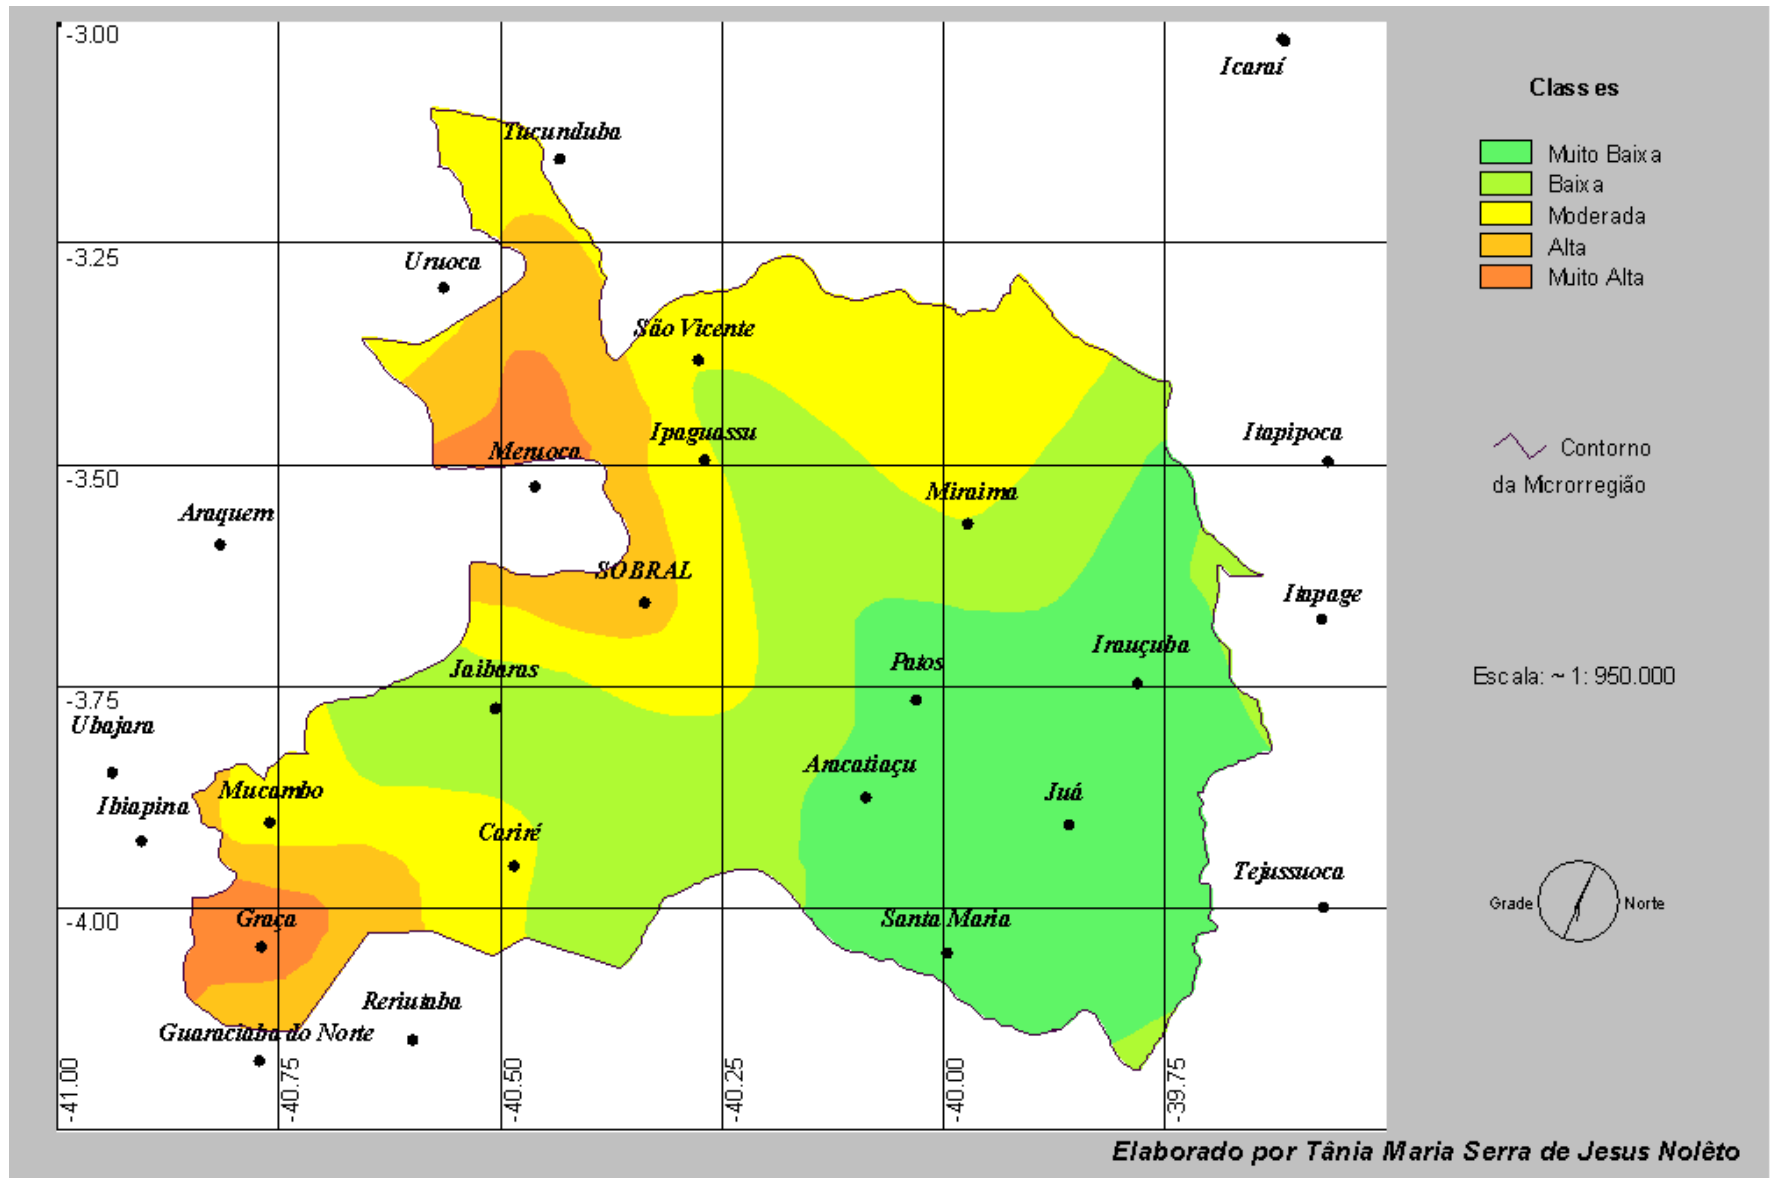 -3.00
Icaraí
Tucunduba
-3.25
Uruoca
São Vicente
Ipaguassu
Itapipoca
Meruoca
-3.50
Miraima
Araquem
SOBRAL
Itapage
Irauçuba
Patos
Jaibaras
-3.75
Ubajara
Aracatiaçu
Mucambo
Juá
Ibiapina
Cariré
Tejussuoca
-4.00
Graça
Santa Maria
Reriutaba
Guaraciaba do Norte
-41.00
-40.75
-40.50
-40.25
-40.00
-39.75
Classes
Muito Baixa
Baixa
Moderada
Alta
Muito Alta
Contorno
da Microrregião
Escala: ~ 1: 950.000
Grade
Norte
Elaborado por Tânia Maria Serra de Jesus Nolêto